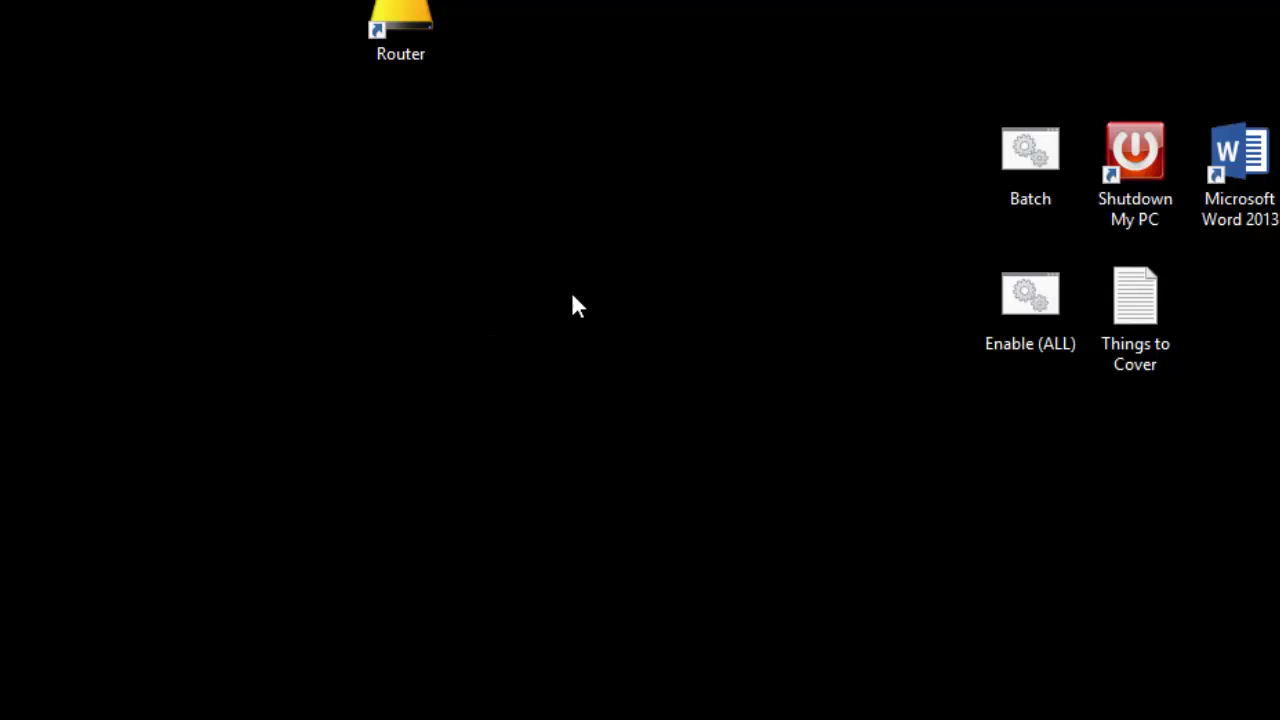 Router
Batch
Shutdown
My PC
W
Microsoft
Word 2013
Enable (ALL)
Things to
Cover